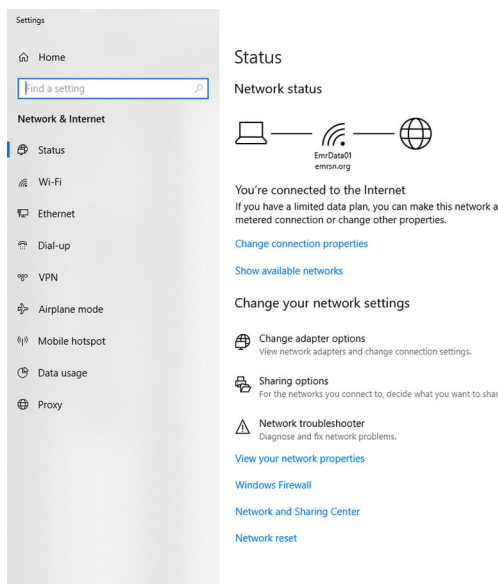 Settings
Home
Find a setting
Network & Internet
Status
Wi-Fi
Ethernet
Dial-up
VPN
Airplane mode
Mobile hotspot
Data usage
Proxy
Status
Network status
EmrData01
emrsn.org
You're connected to the Internet
If you have a limited data plan, you can make this network a
metered connection or change other properties.
Change connection properties
Show available networks
Change your network settings
Change adapter options
View network adapters and change connection settings.
Sharing options
For the networks you connect to, decide what you want to shar
Network troubleshooter
Diagnose and fix network problems.
View your network properties
Windows Firewall
Network and Sharing Center
Network reset